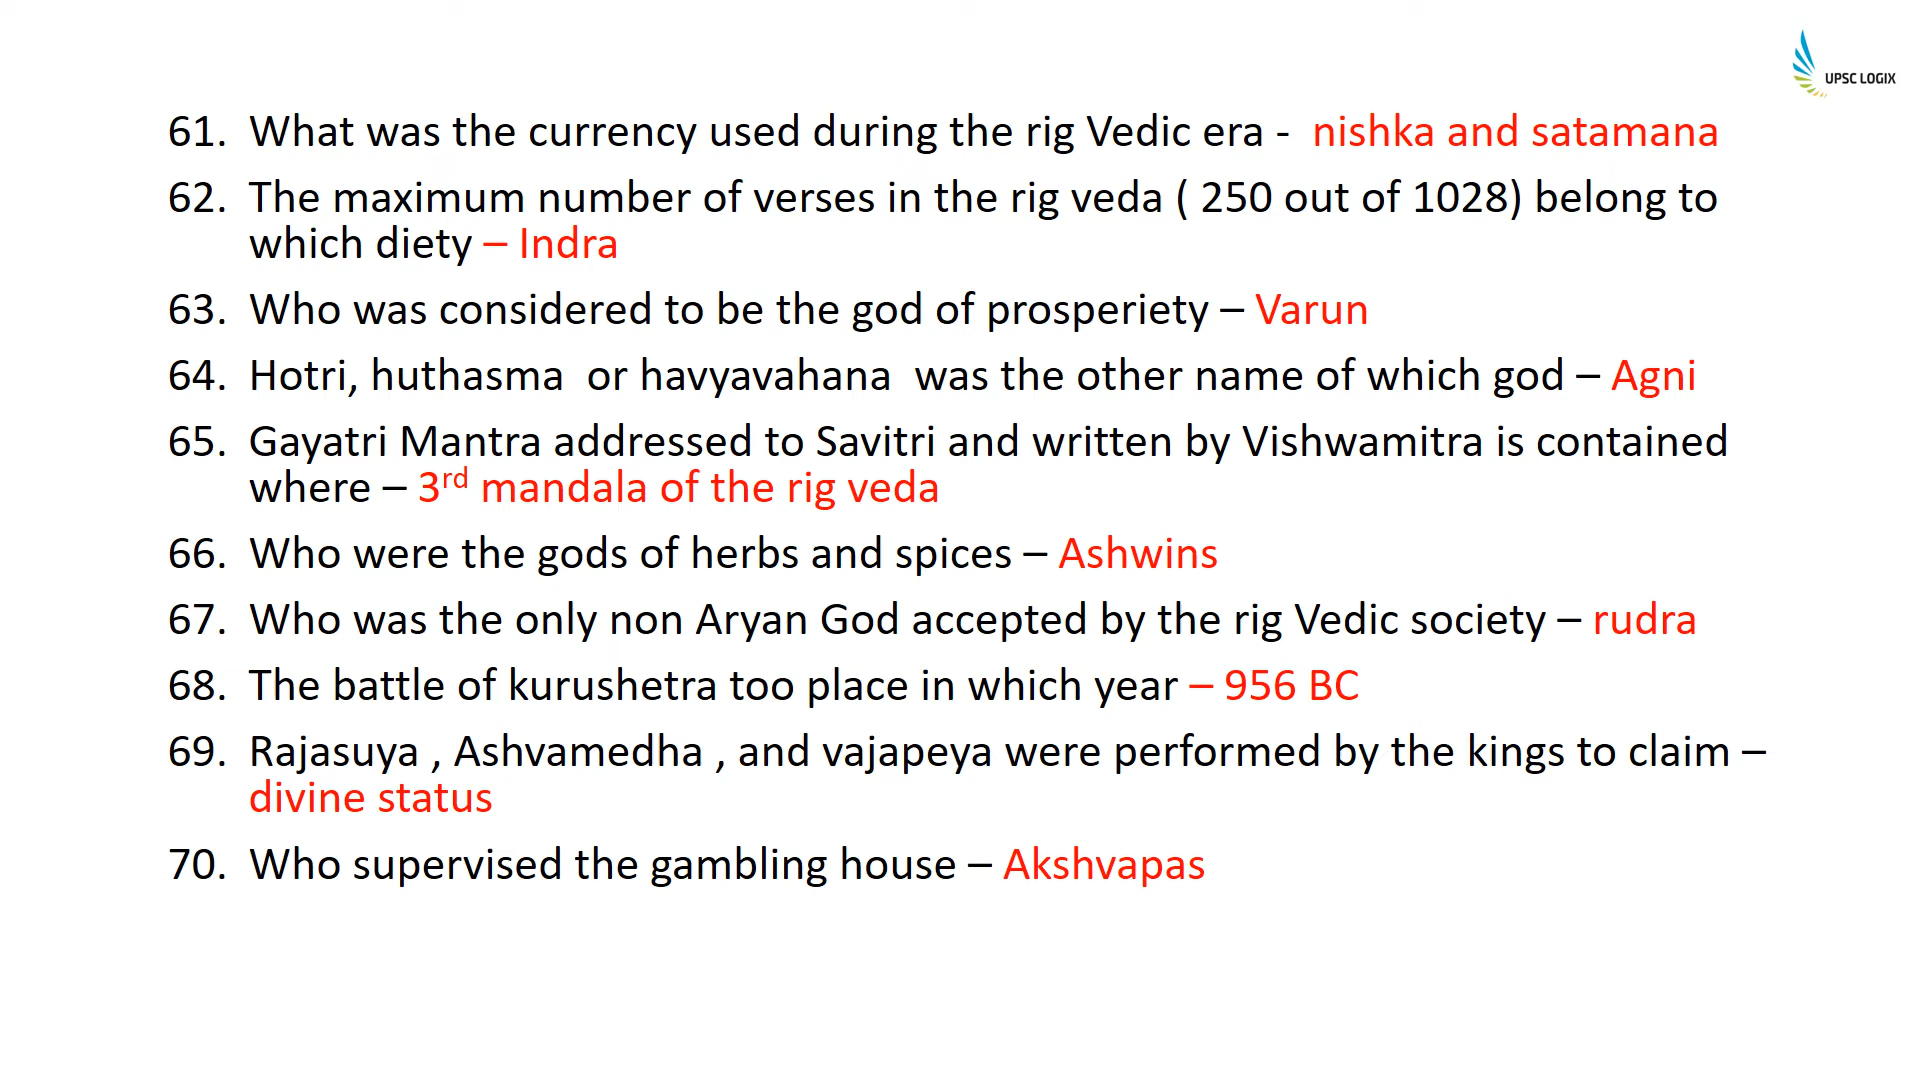 UPSC LOGIX
61. What was the currency used during the rig Vedic era - nishka and satamana
62. The maximum number of verses in the rig veda ( 250 out of 1028) belong to
which diety – Indra
63. Who was considered to be the god of prosperiety – Varun
64. Hotri, huthasma or havyavahana was the other name of which god – Agni
65. Gayatri Mantra addressed to Savitri and written by Vishwamitra is contained
where – 3rd mandala of the rig veda
66. Who were the gods of herbs and spices – Ashwins
67. Who was the only non Aryan God accepted by the rig Vedic society – rudra
68. The battle of kurushetra too place in which year – 956 BC
69. Rajasuya , Ashvamedha , and vajapeya were performed by the kings to claim –
divine status
70. Who supervised the gambling house – Akshvapas